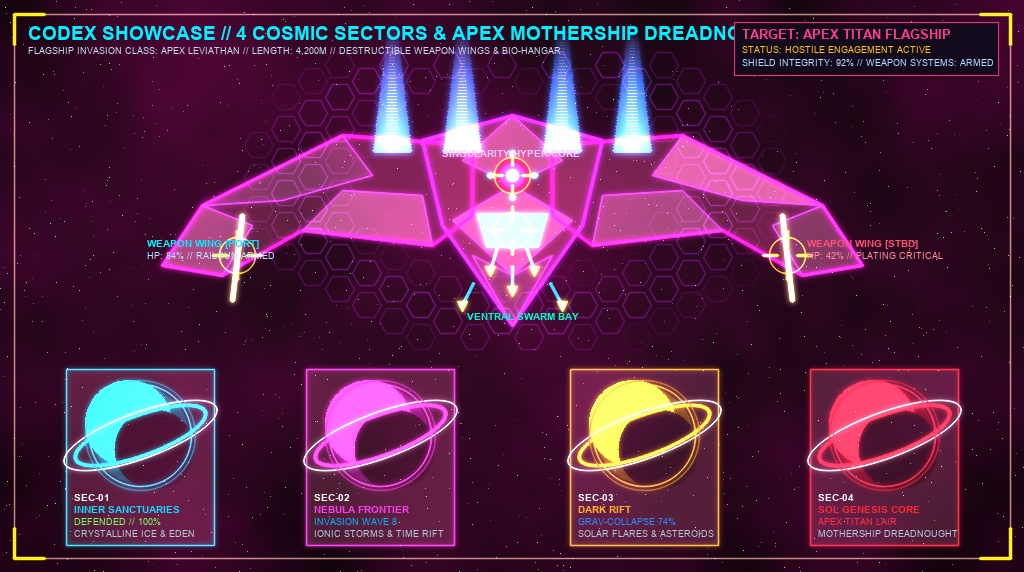 CODEX SHOWCASE // 4 COSMIC SECTORS & APEX MOTHERSHIP
FLAGSHIP INVASION CLASS: APEX LEVIATHAN // LENGTH: 4,200M // DESTRUCTIBLE WEAPON WINGS & BIO-HANGAR
TARGET: APEX TITAN FLAGSHIP
STATUS: HOSTILE ENGAGEMENT ACTIVE
SHIELD INTEGRITY: 92% // WEAPON SYSTEMS: ARMED
SINGULARITY HYPER-CORE
WEAPON WING [PORT]
HP: 84% // RAILGUN ARMED
WEAPON WING [STBD]
HP: 42% // PLATING CRITICAL
VENTRAL SWARM BAY
SEC-01
INNER SANCTUARIES
DEFENDED // 100%
CRYSTALLINE ICE & EDEN
SEC-02
NEBULA FRONTIER
INVASION WAVE 8
IONIC STORMS & TIME RIFT
SEC-03
DARK RIFT
GRAV-COLLAPSE 74%
SOLAR FLARES & ASTEROIDS
SEC-04
SOL GENESIS CORE
APEX TITAN LAIR
MOTHERSHIP DREADNOUGHT